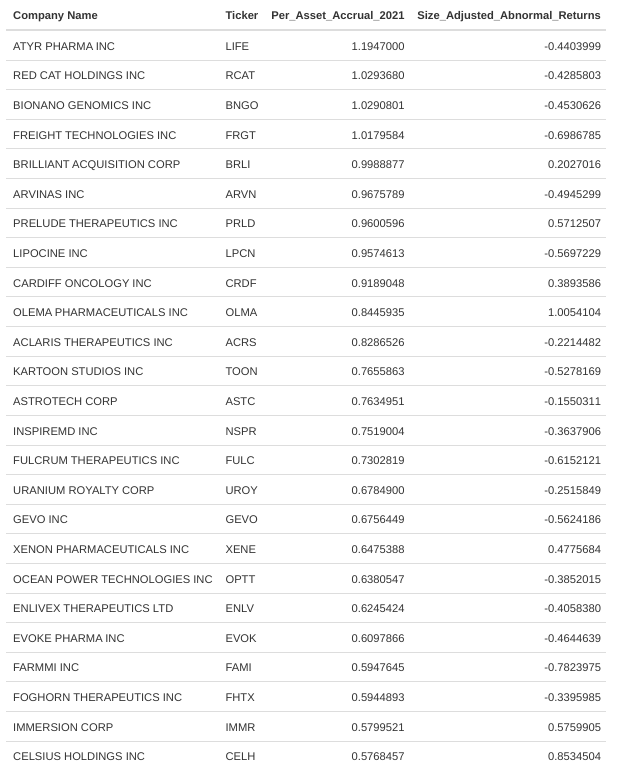 Company Name Ticker Per_Asset_Accrual_2021 Size_Adjusted_Abnormal_Returns
ATYR PHARMA INC LIFE 1.1947000 -0.4403999
RED CAT HOLDINGS INC RCAT 1.0293680 -0.4285803
BIONANO GENOMICS INC BNGO 1.0290801 -0.4530626
FREIGHT TECHNOLOGIES INC FRGT 1.0179584 -0.6986785
BRILLIANT ACQUISITION CORP BRLI 0.9988877 0.2027016
ARVINAS INC ARVN 0.9675789 -0.4945299
PRELUDE THERAPEUTICS INC PRLD 0.9600596 0.5712507
LIPOCINE INC LPCN 0.9574613 -0.5697229
CARDIFF ONCOLOGY INC CRDF 0.9189048 0.3893586
OLEMA PHARMACEUTICALS INC OLMA 0.8445935 1.0054104
ACLARIS THERAPEUTICS INC ACRS 0.8286526 -0.2214482
KARTOON STUDIOS INC TOON 0.7655863 -0.5278169
ASTROTECH CORP ASTC 0.7634951 -0.1550311
INSPIREMD INC NSPR 0.7519004 -0.3637906
FULCRUM THERAPEUTICS INC FULC 0.7302819 -0.6152121
URANIUM ROYALTY CORP UROY 0.6784900 -0.2515849
GEVO INC GEVO 0.6756449 -0.5624186
XENON PHARMACEUTICALS INC XENE 0.6475388 0.4775684
OCEAN POWER TECHNOLOGIES INC OPTT 0.6380547 -0.3852015
ENLIVEX THERAPEUTICS LTD ENLV 0.6245424 -0.4058380
EVOKE PHARMA INC EVOK 0.6097866 -0.4644639
FARMMI INC FAMI 0.5947645 -0.7823975
FOGHORN THERAPEUTICS INC FHTX 0.5944893 -0.3395985
IMMERSION CORP IMMR 0.5799521 0.5759905
CELSIUS HOLDINGS INC CELH 0.5768457 0.8534504